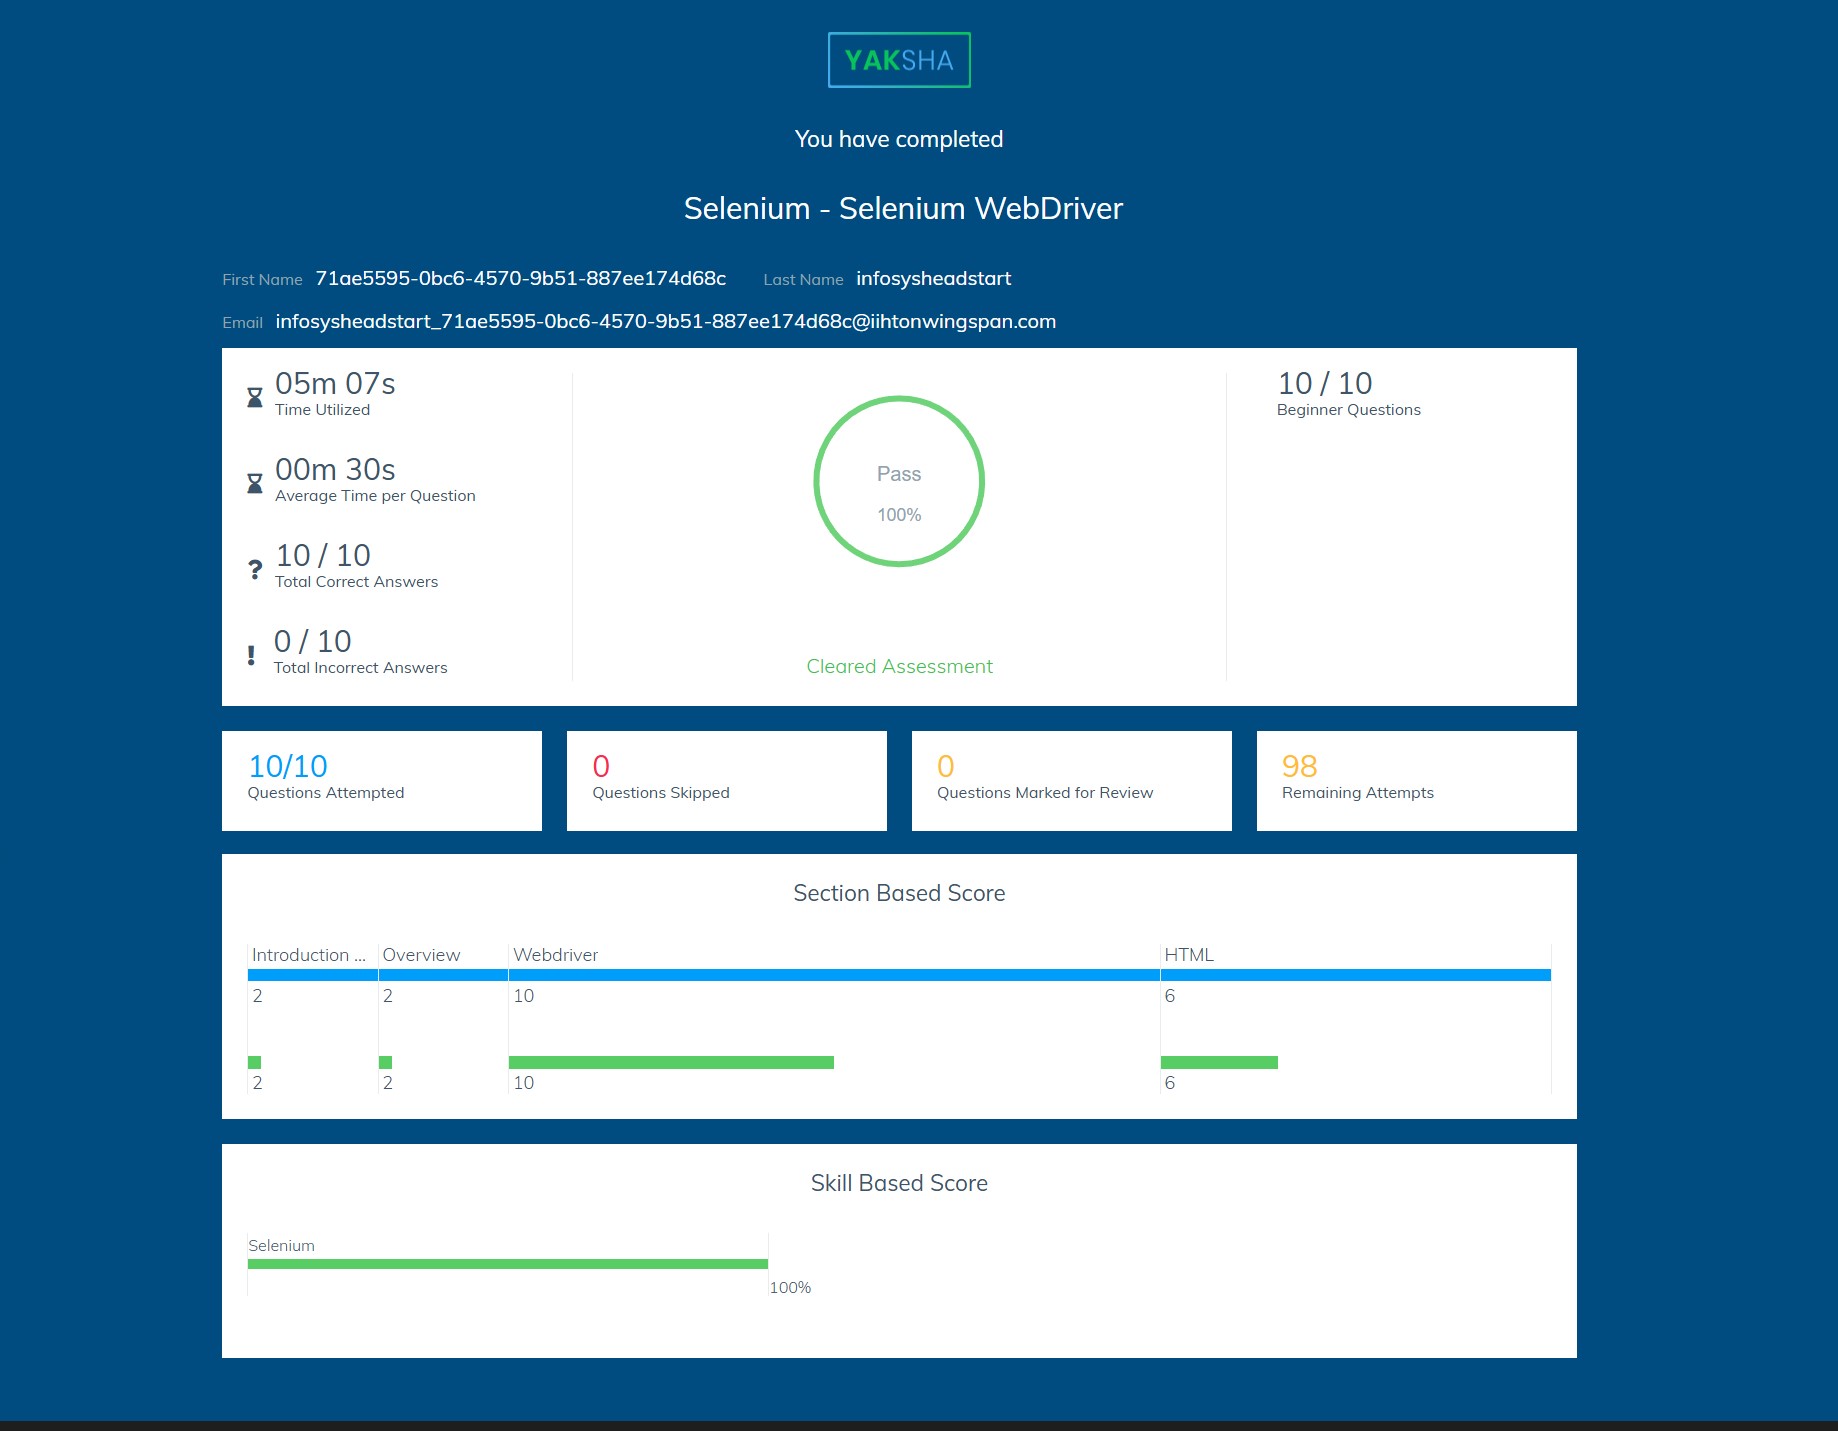 YAKSHA
You have completed
Selenium - Selenium WebDriver
First Name 71ae5595-0bc6-4570-9b51-887ee174d68c Last Name infosysheadstart
Email infosysheadstart_71ae5595-0bc6-4570-9b51-887ee174d68c@iihtonwingspan.com
05m 07s
Time Utilized
00m 30s
Average Time per Question
? 10 / 10
Total Correct Answers
! 0 / 10
Total Incorrect Answers
Pass
100%
Cleared Assessment
10 / 10
Beginner Questions
10/10
Questions Attempted
0
Questions Skipped
0
Questions Marked for Review
98
Remaining Attempts
Section Based Score
Introduction ... Overview Webdriver HTML
2 2 10 6
2 2 10 6
Skill Based Score
Selenium
100%